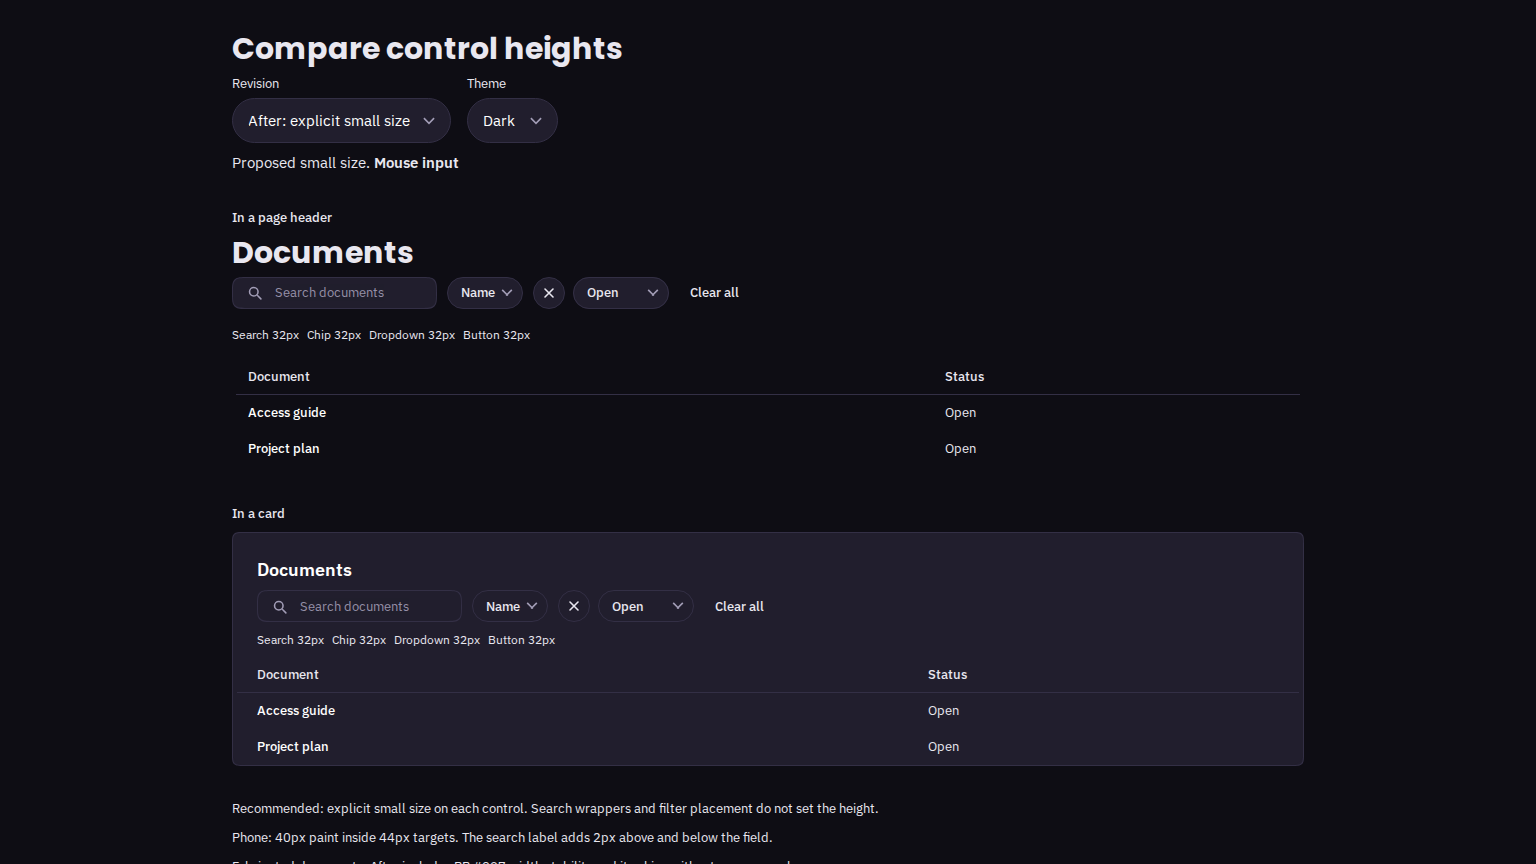 Compare control heights
Revision Theme
After: explicit small size Dark
Proposed small size. Mouse input
In a page header
Documents
Search documents Name Open Clear all
Search 32px Chip 32px Dropdown 32px Button 32px
Document Status
Access guide Open
Project plan Open
In a card
Documents
Search documents Name Open Clear all
Search 32px Chip 32px Dropdown 32px Button 32px
Document Status
Access guide Open
Project plan Open
Recommended: explicit small size on each control. Search wrappers and filter placement do not set the height.
Phone: 40px paint inside 44px targets. The search label adds 2px above and below the field.